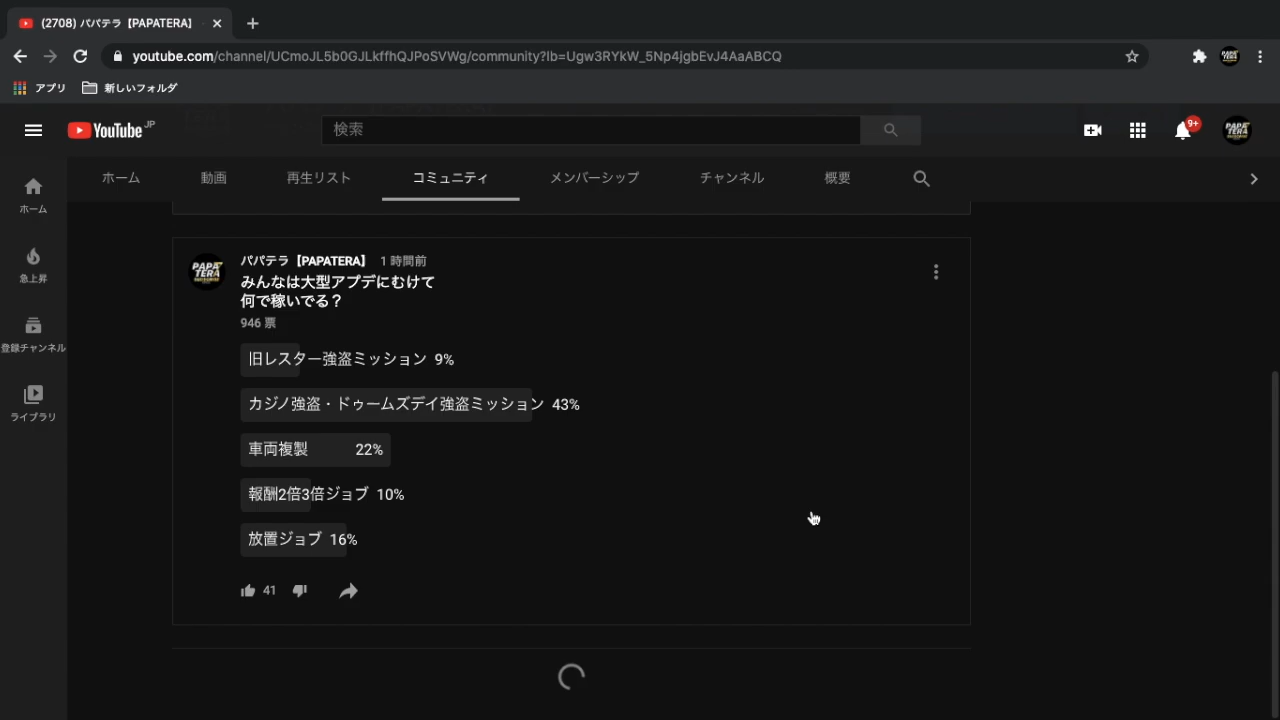 (2708) パパテラ【PAPATERA】
youtube.com/channel/UCmoJL5b0GJLkffhQJPoSVWg/community?lb=Ugw3RYkW_5Np4jgbEvJ4AaABCQ
アプリ 新しいフォルダ
YouTube JP 検索 9+ PAPATERA
ホーム 動画 再生リスト コミュニティ メンバーシップ チャンネル 概要
ホーム
急上昇
登録チャンネル
ライブラリ
PAPATERA
パパテラ【PAPATERA】 1 時間前
みんなは大型アプデにむけて
何で稼いでる？
946 票
旧レスター強盗ミッション 9%
カジノ強盗・ドゥームズデイ強盗ミッション 43%
車両複製 22%
報酬2倍3倍ジョブ 10%
放置ジョブ 16%
41